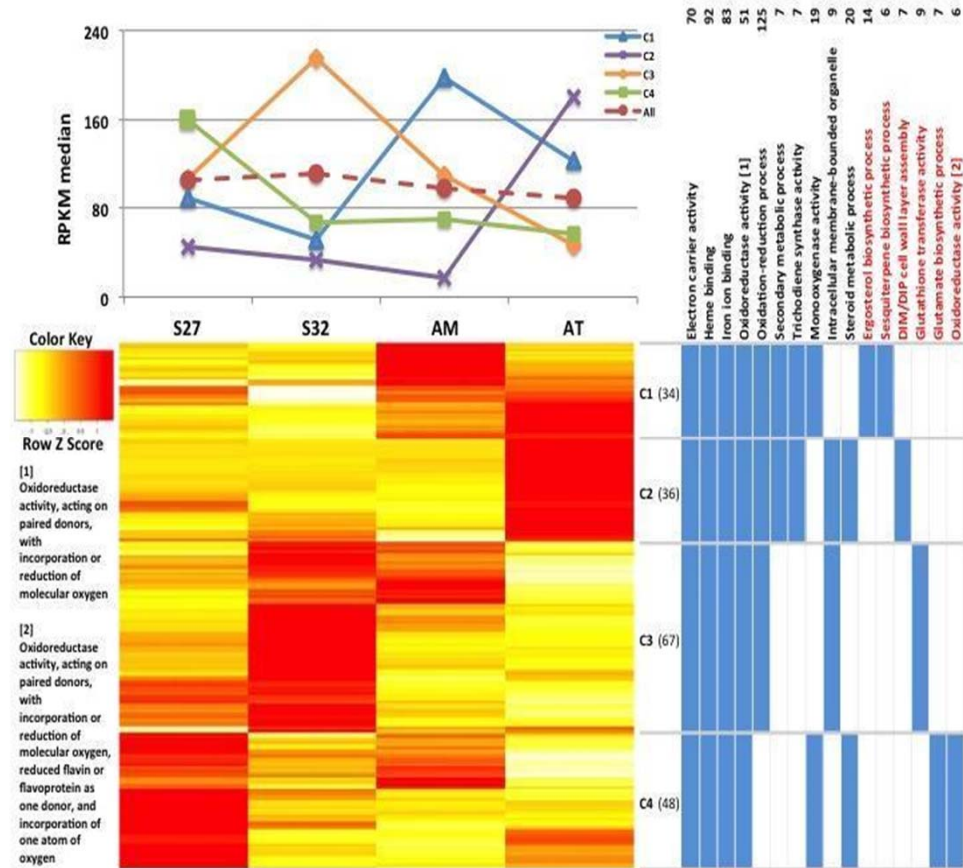 240
160
80
0
RPKM median
C1
C2
C3
C4
All
S27
S32
AM
AT
Color Key
Row Z Score
[1]
Oxidoreductase
activity, acting on
paired donors,
with
incorporation or
reduction of
molecular oxygen
[2]
Oxidoreductase
activity, acting on
paired donors,
with
incorporation or
reduction of
molecular oxygen,
reduced flavin or
flavoprotein as
one donor, and
incorporation of
one atom of
oxygen
Electron carrier activity 70
Heme binding 92
Iron ion binding 83
Oxidoreductase activity [1] 51
Oxidation-reduction process 125
Secondary metabolic process 7
Trichodiene synthase activity 7
Monooxygenase activity 19
Intracellular membrane-bounded organelle 9
Steroid metabolic process 20
Ergosterol biosynthetic process 14
Sesquiterpene biosynthetic process 6
DIM/DIP cell wall layer assembly 7
Glutathione transferase activity 9
Glutamate biosynthetic process 7
Oxidoreductase activity [2] 6
C1 (34)
C2 (36)
C3 (67)
C4 (48)